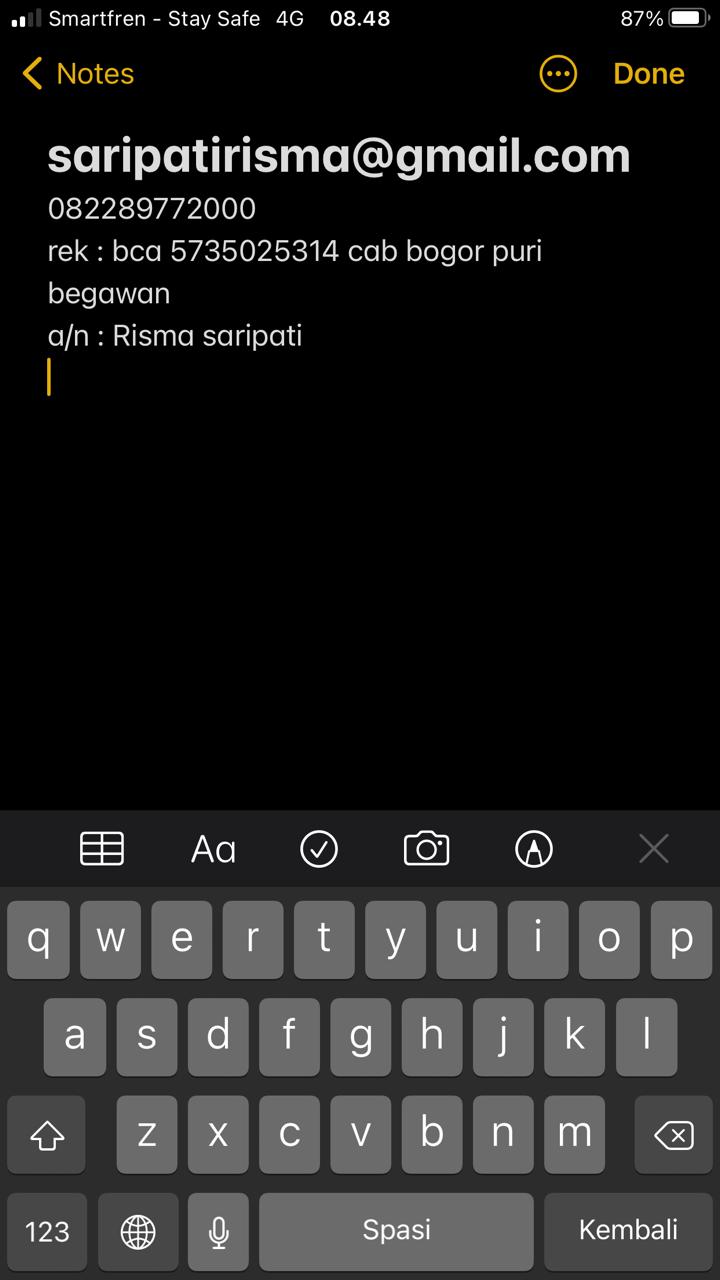 Smartfren - Stay Safe 4G 08.48 87%
Notes Done
saripatirisma@gmail.com
082289772000
rek : bca 5735025314 cab bogor puri
begawan
a/n : Risma saripati
Aa
q w e r t y u i o p
a s d f g h j k l
z x c v b n m
123 Spasi Kembali